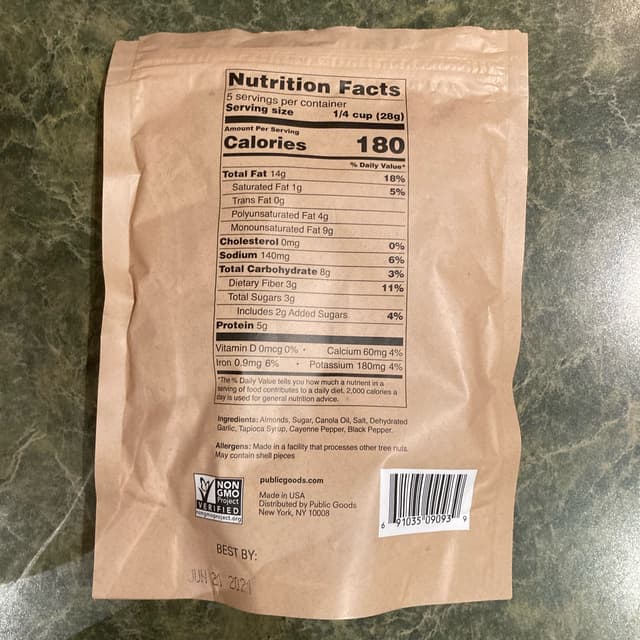 Nutrition Facts
5 servings per container
Serving size 1/4 cup (28g)
Amount Per Serving
Calories 180
% Daily Value*
Total Fat 14g 18%
Saturated Fat 1g 5%
Trans Fat 0g
Polyunsaturated Fat 4g
Monounsaturated Fat 9g
Cholesterol 0mg 0%
Sodium 140mg 6%
Total Carbohydrate 8g 3%
Dietary Fiber 3g 11%
Total Sugars 3g
Includes 2g Added Sugars 4%
Protein 5g
Vitamin D 0mcg 0% • Calcium 60mg 4%
Iron 0.9mg 6% • Potassium 180mg 4%
*The % Daily Value tells you how much a nutrient in a
serving of food contributes to a daily diet. 2,000 calories a
day is used for general nutrition advice.
Ingredients: Almonds, Sugar, Canola Oil, Salt, Dehydrated
Garlic, Tapioca Syrup, Cayenne Pepper, Black Pepper.
Allergens: Made in a facility that processes other tree nuts.
May contain shell pieces
NON
GMO
Project
VERIFIED
nongmoproject.org
publicgoods.com
Made in USA
Distributed by Public Goods
New York, NY 10008
6 91035 09093 9
BEST BY:
JUN 21 2021